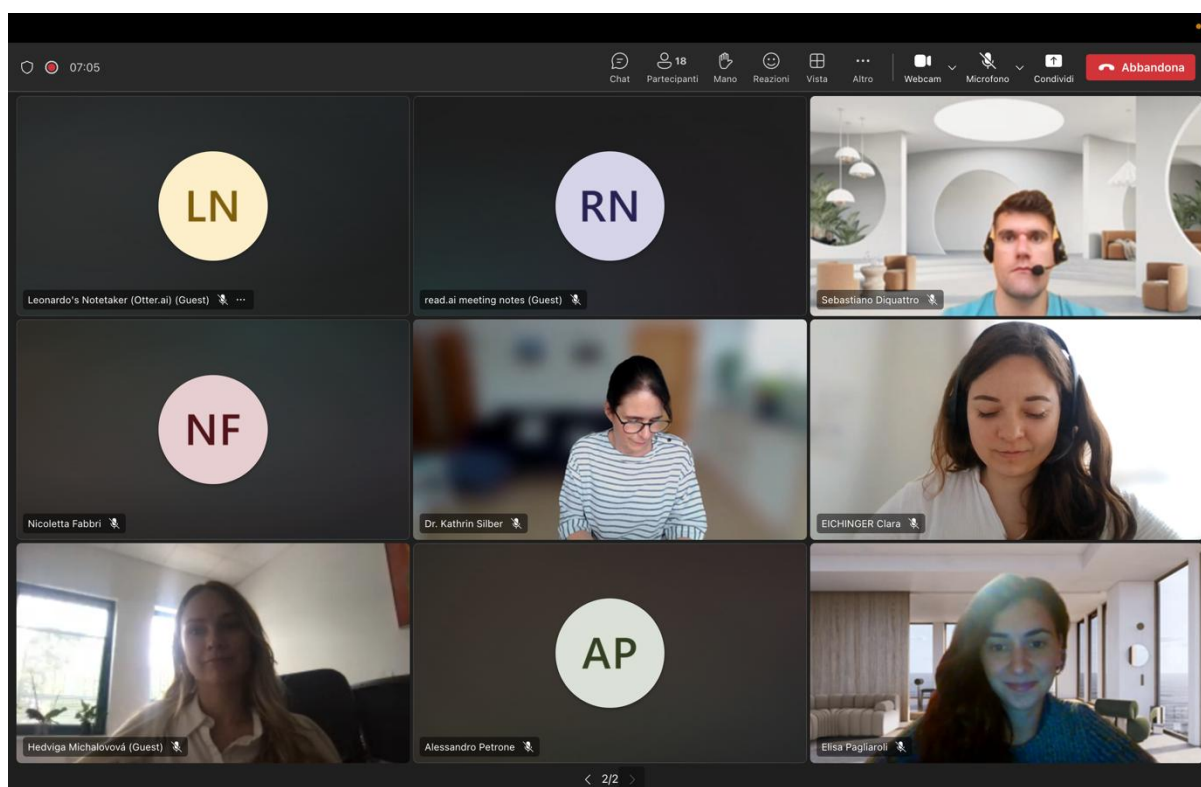 07:05
18
Chat Partecipanti Mano Reazioni Vista Altro Webcam Microfono Condividi Abbandona
LN
Leonardo's Notetaker (Otter.ai) (Guest)
RN
read.ai meeting notes (Guest)
Sebastiano Diquattro
NF
Nicoletta Fabbri
Dr. Kathrin Silber
EICHINGER Clara
Hedviga Michalovová (Guest)
AP
Alessandro Petrone
Elisa Pagliaroli
2/2